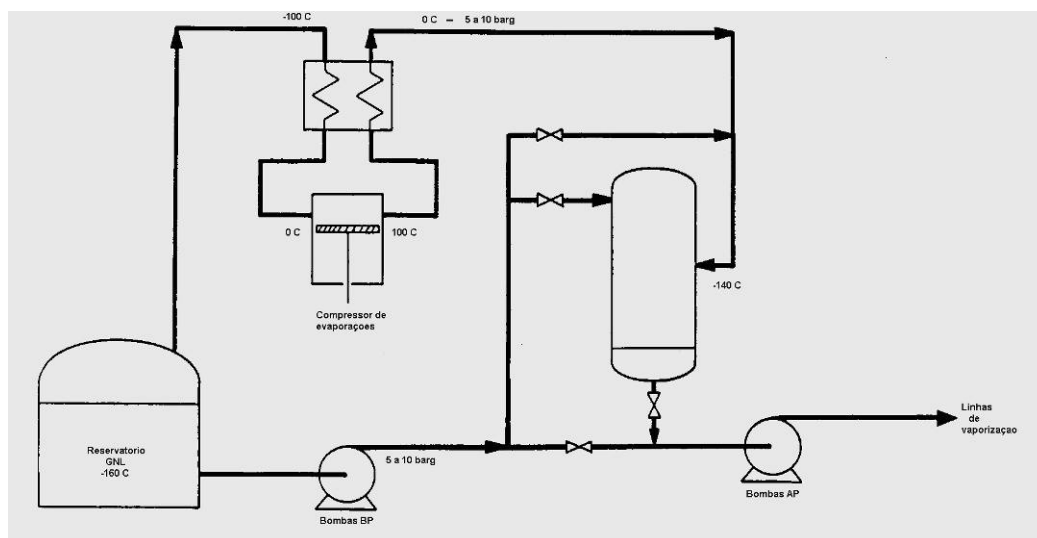 -100 C
0 C – 5 a 10 barg
0 C
100 C
Compressor de
evaporaçoes
-140 C
Reservatorio
GNL
-160 C
5 a 10 barg
Bombas BP
Bombas AP
Linhas
de
vaporizaçao